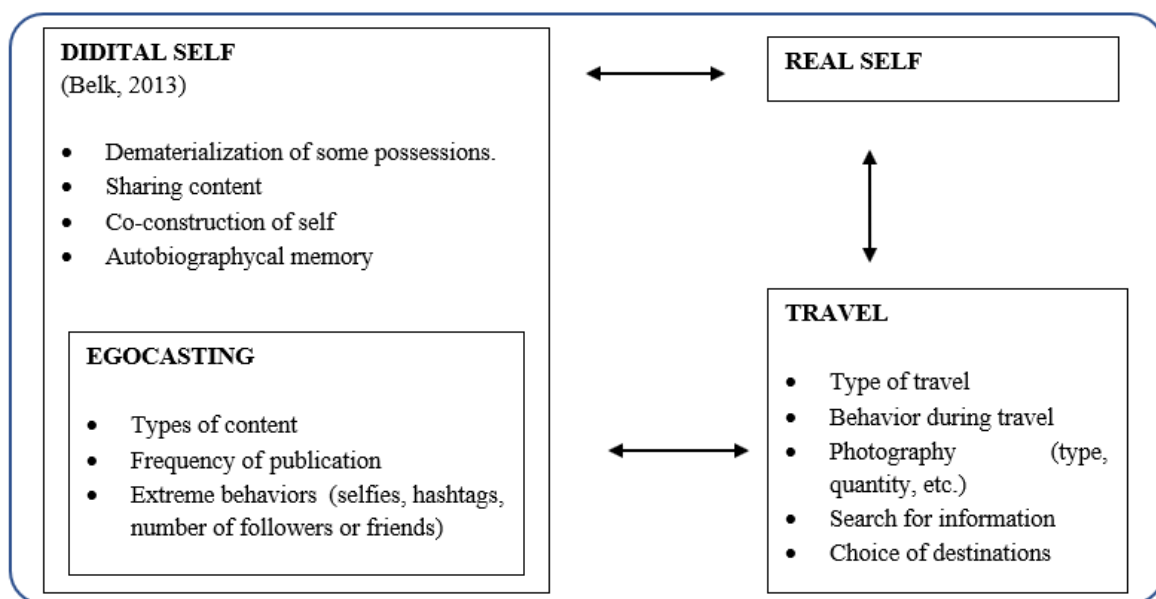 DIDITAL SELF
(Belk, 2013)
• Dematerialization of some possessions.
• Sharing content
• Co-construction of self
• Autobiographycal memory
EGOCASTING
• Types of content
• Frequency of publication
• Extreme behaviors (selfies, hashtags,
number of followers or friends)
REAL SELF
TRAVEL
• Type of travel
• Behavior during travel
• Photography (type,
quantity, etc.)
• Search for information
• Choice of destinations